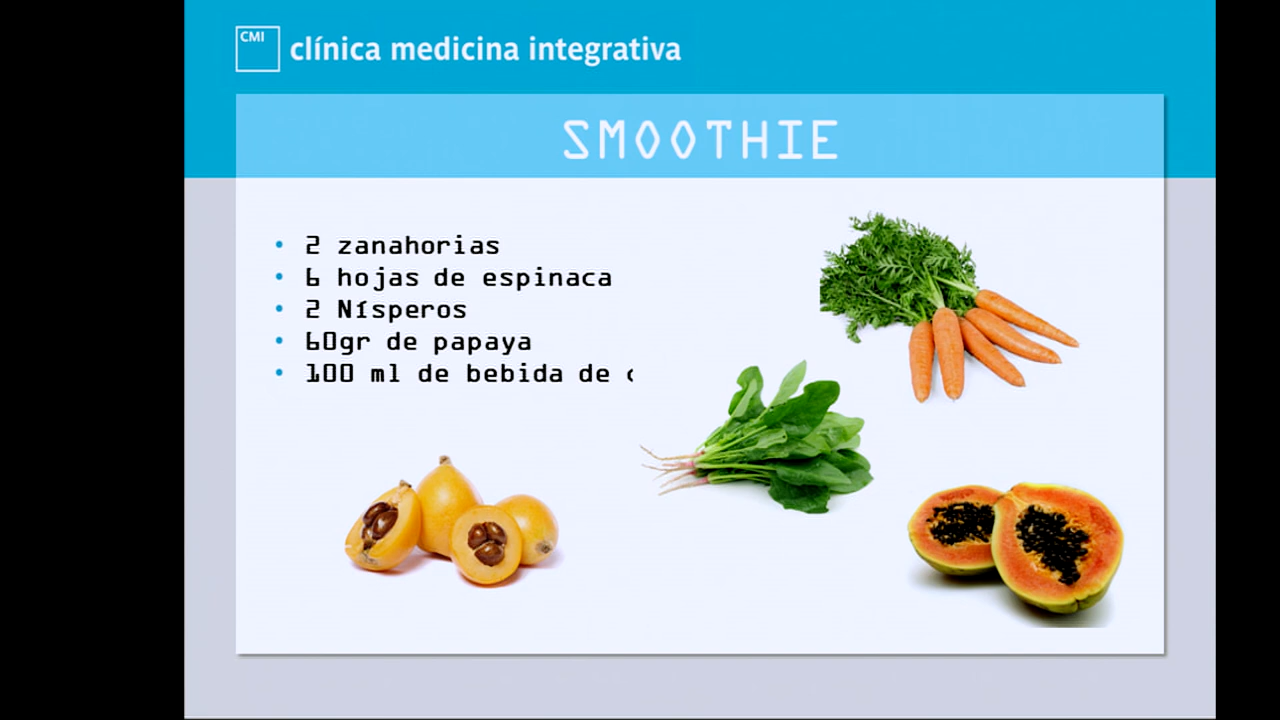 CMI
clínica medicina integrativa
SMOOTHIE
• 2 zanahorias
• 6 hojas de espinaca
• 2 Nísperos
• 60gr de papaya
• 100 ml de bebida de